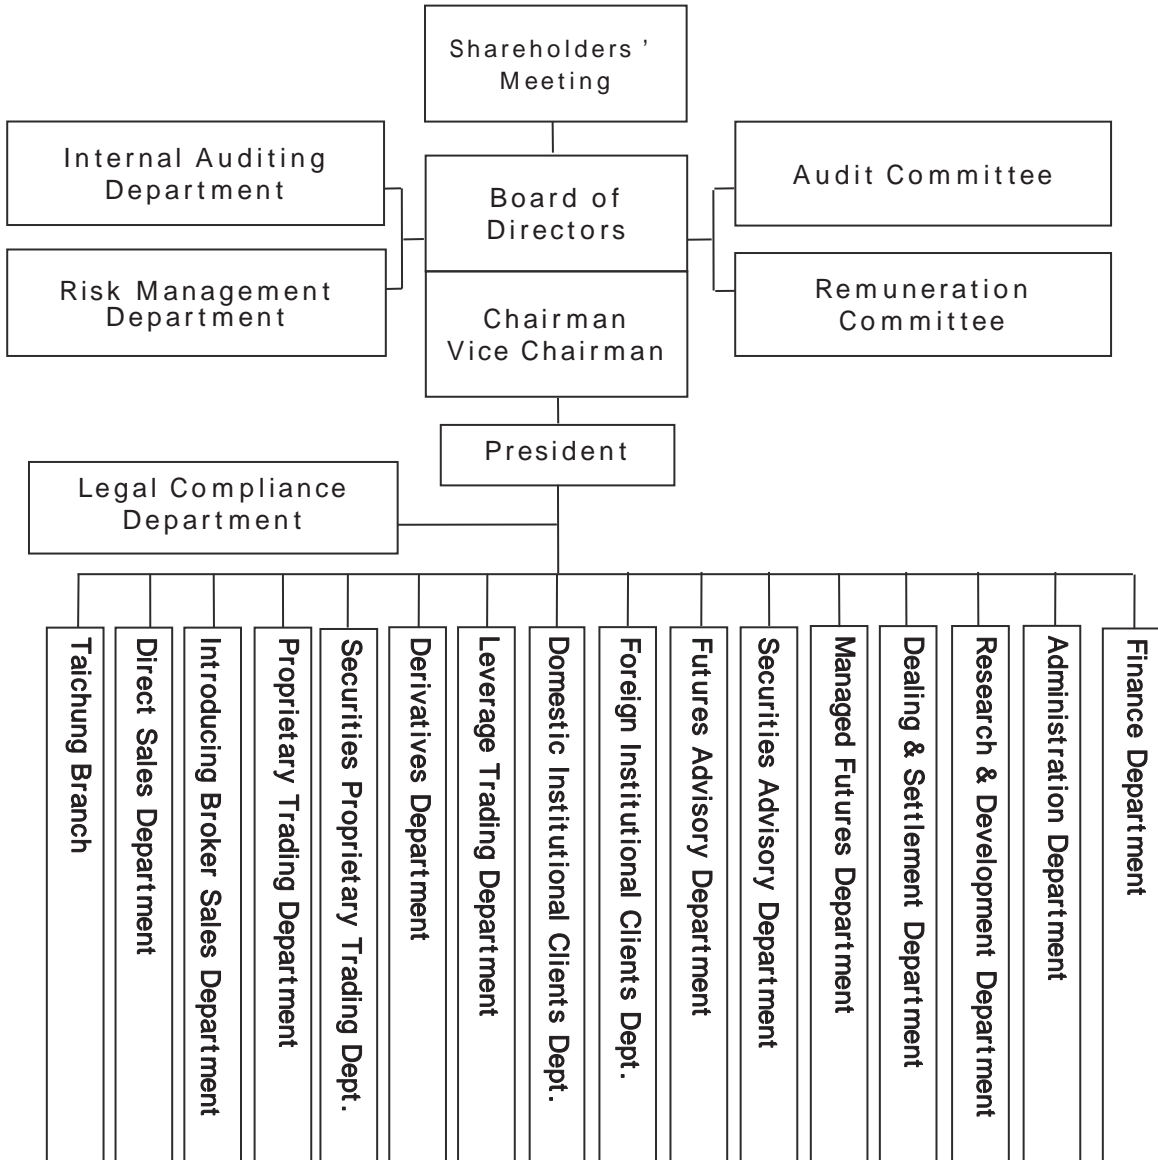 Shareholders ’
Meeting
Internal Auditing
Department
Board of
Directors
Audit Committee
Risk Management
Department
Chairman
Vice Chairman
Remuneration
Committee
President
Legal Compliance
Department
Taichung Branch
Direct Sales Department
Introducing Broker Sales Department
Proprietary Trading Department
Securities Proprietary Trading Dept.
Derivatives Department
Leverage Trading Department
Domestic Institutional Clients Dept.
Foreign Institutional Clients Dept.
Futures Advisory Department
Securities Advisory Department
Managed Futures Department
Dealing & Settlement Department
Research & Development Department
Administration Department
Finance Department